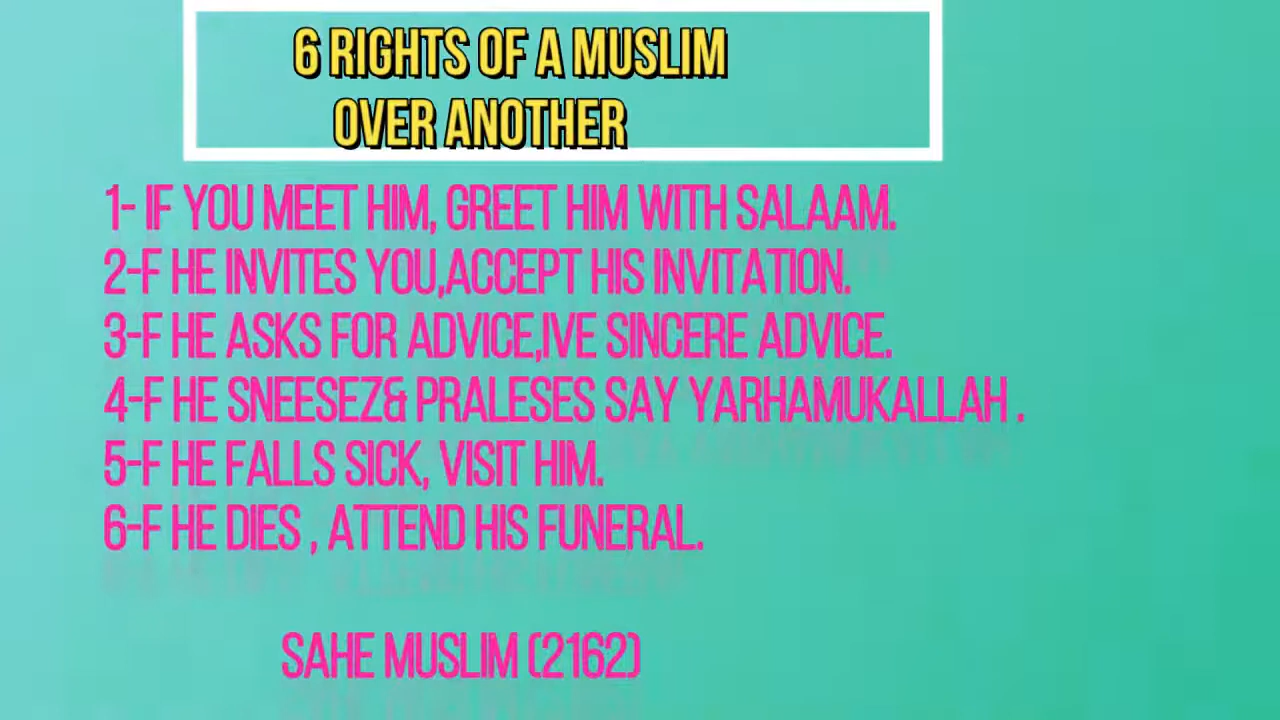 6 RIGHTS OF A MUSLIM
OVER ANOTHER
1- IF YOU MEET HIM, GREET HIM WITH SALAAM.
2-F HE INVITES YOU,ACCEPT HIS INVITATION.
3-F HE ASKS FOR ADVICE,IVE SINCERE ADVICE.
4-F HE SNEESEZ& PRALESES SAY YARHAMUKALLAH .
5-F HE FALLS SICK, VISIT HIM.
6-F HE DIES , ATTEND HIS FUNERAL.
SAHE MUSLIM (2162)